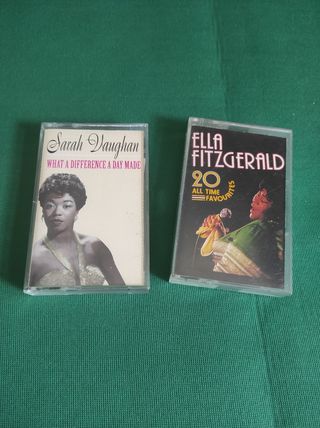 Sarah Vaughan
WHAT A DIFFERENCE A DAY MADE
ELLA
FITZGERALD
20
ALL TIME
FAVOURITES